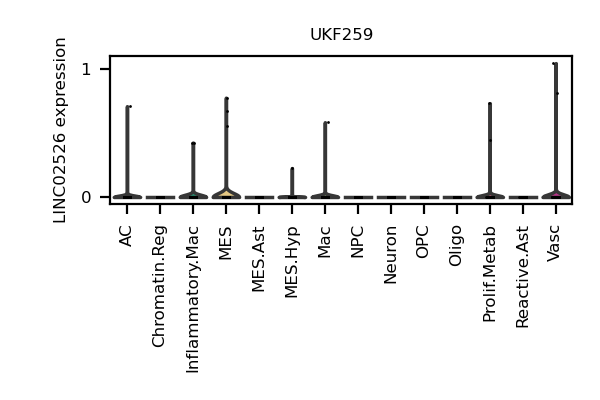 UKF259
LINC02526 expression
1
0
AC
Chromatin.Reg
Inflammatory.Mac
MES
MES.Ast
MES.Hyp
Mac
NPC
Neuron
OPC
Oligo
Prolif.Metab
Reactive.Ast
Vasc